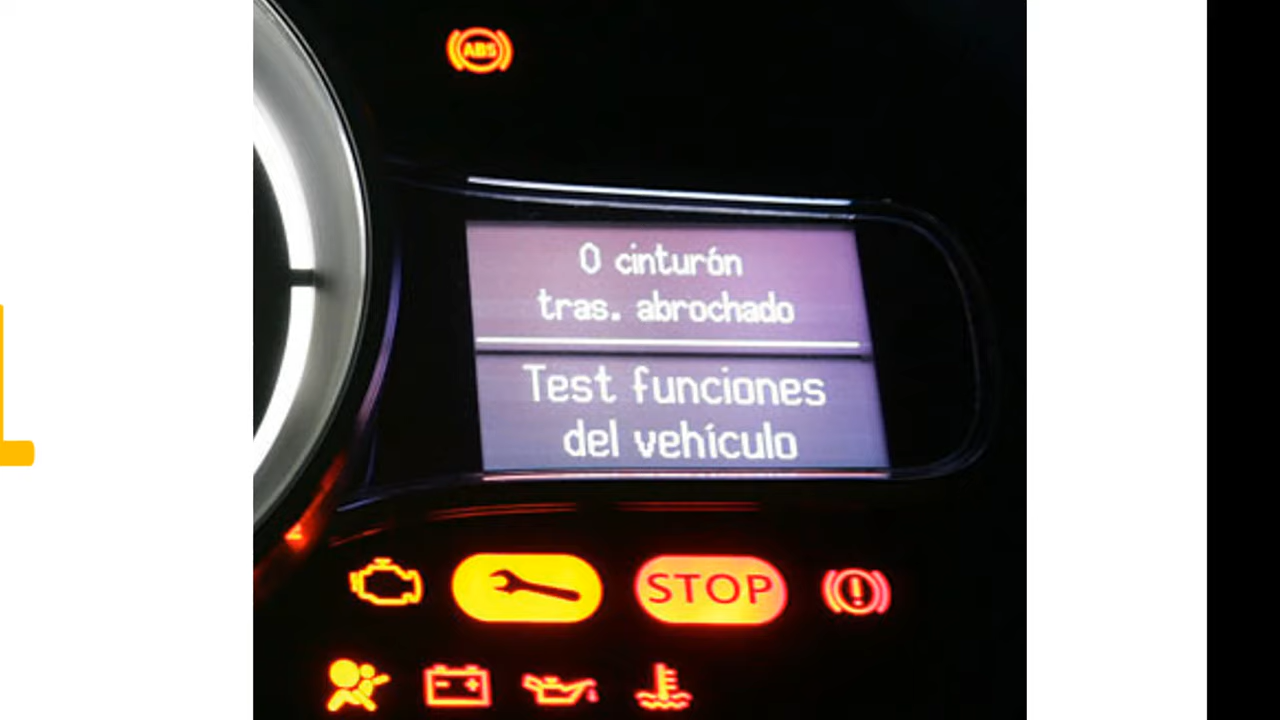 ABS
0 cinturón
tras. abrochado
Test funciones
del vehículo
STOP